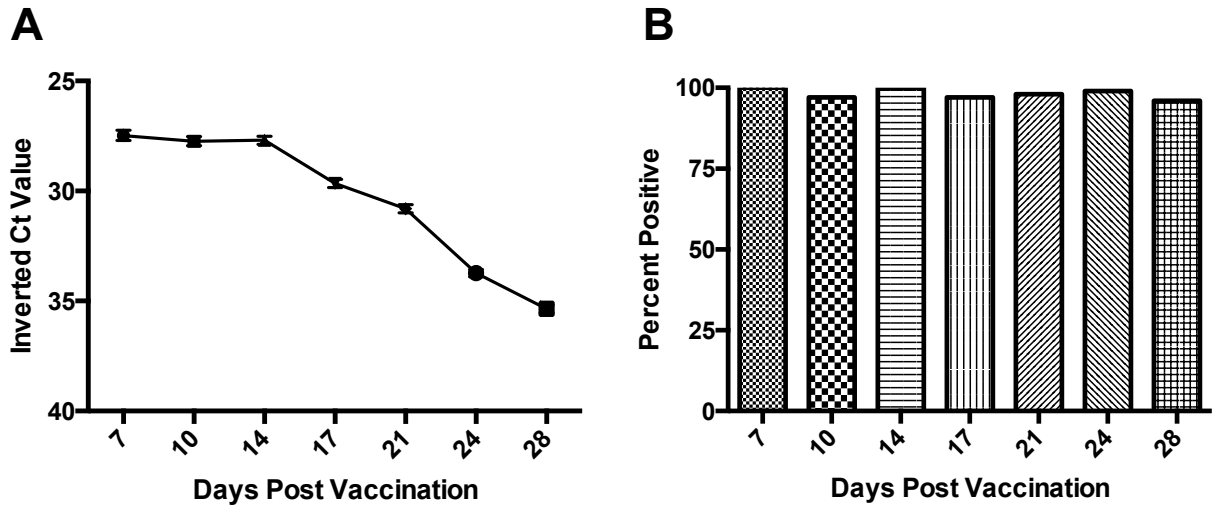 A
Inverted Ct Value
25
30
35
40
7 10 14 17 21 24 28
Days Post Vaccination
B
Percent Positive
100
75
50
25
0
7 10 14 17 21 24 28
Days Post Vaccination